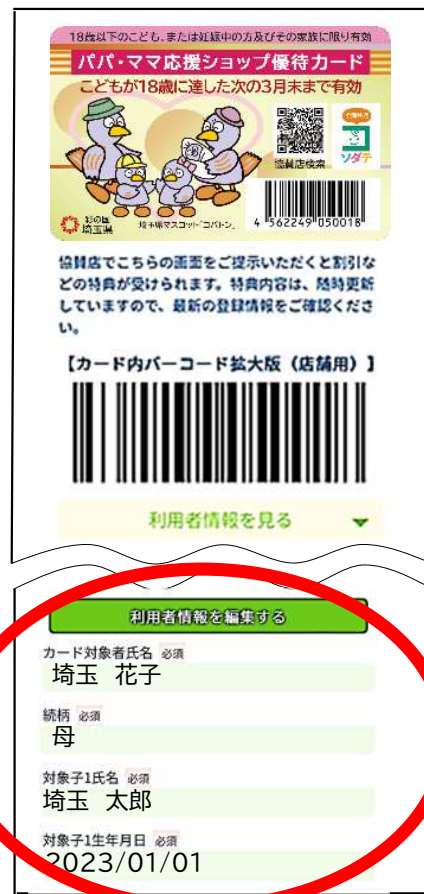 18歳以下のこども、または妊娠中の方及びその家族に限り有効
パパ・ママ応援ショップ優待カード
こどもが18歳に達した次の3月末まで有効
全国共通
ソダテ
協賛店検索
彩の国
埼玉県
埼玉県マスコット「コバトン」
4 562249 050018
協賛店でこちらの画面をご提示いただくと割引な
どの特典が受けられます。特典内容は、随時更新
していますので、最新の登録情報をご確認くださ
い。
【カード内バーコード拡大版（店舗用）】
利用者情報を見る
利用者情報を編集する
カード対象者氏名 必須
埼玉 花子
続柄 必須
母
対象子1氏名 必須
埼玉 太郎
対象子1生年月日 必須
2023/01/01